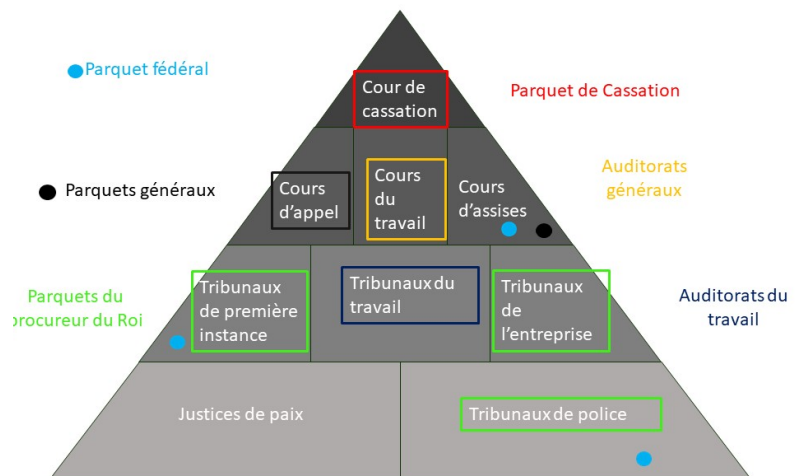 Parquet fédéral
Cour de
cassation
Parquet de Cassation
Parquets généraux
Cours
d'appel
Cours
du
travail
Cours
d'assises
Auditorats
généraux
Parquets du
procureur du Roi
Tribunaux
de première
instance
Tribunaux du
travail
Tribunaux
de
l'entreprise
Auditorats du
travail
Justices de paix
Tribunaux de police